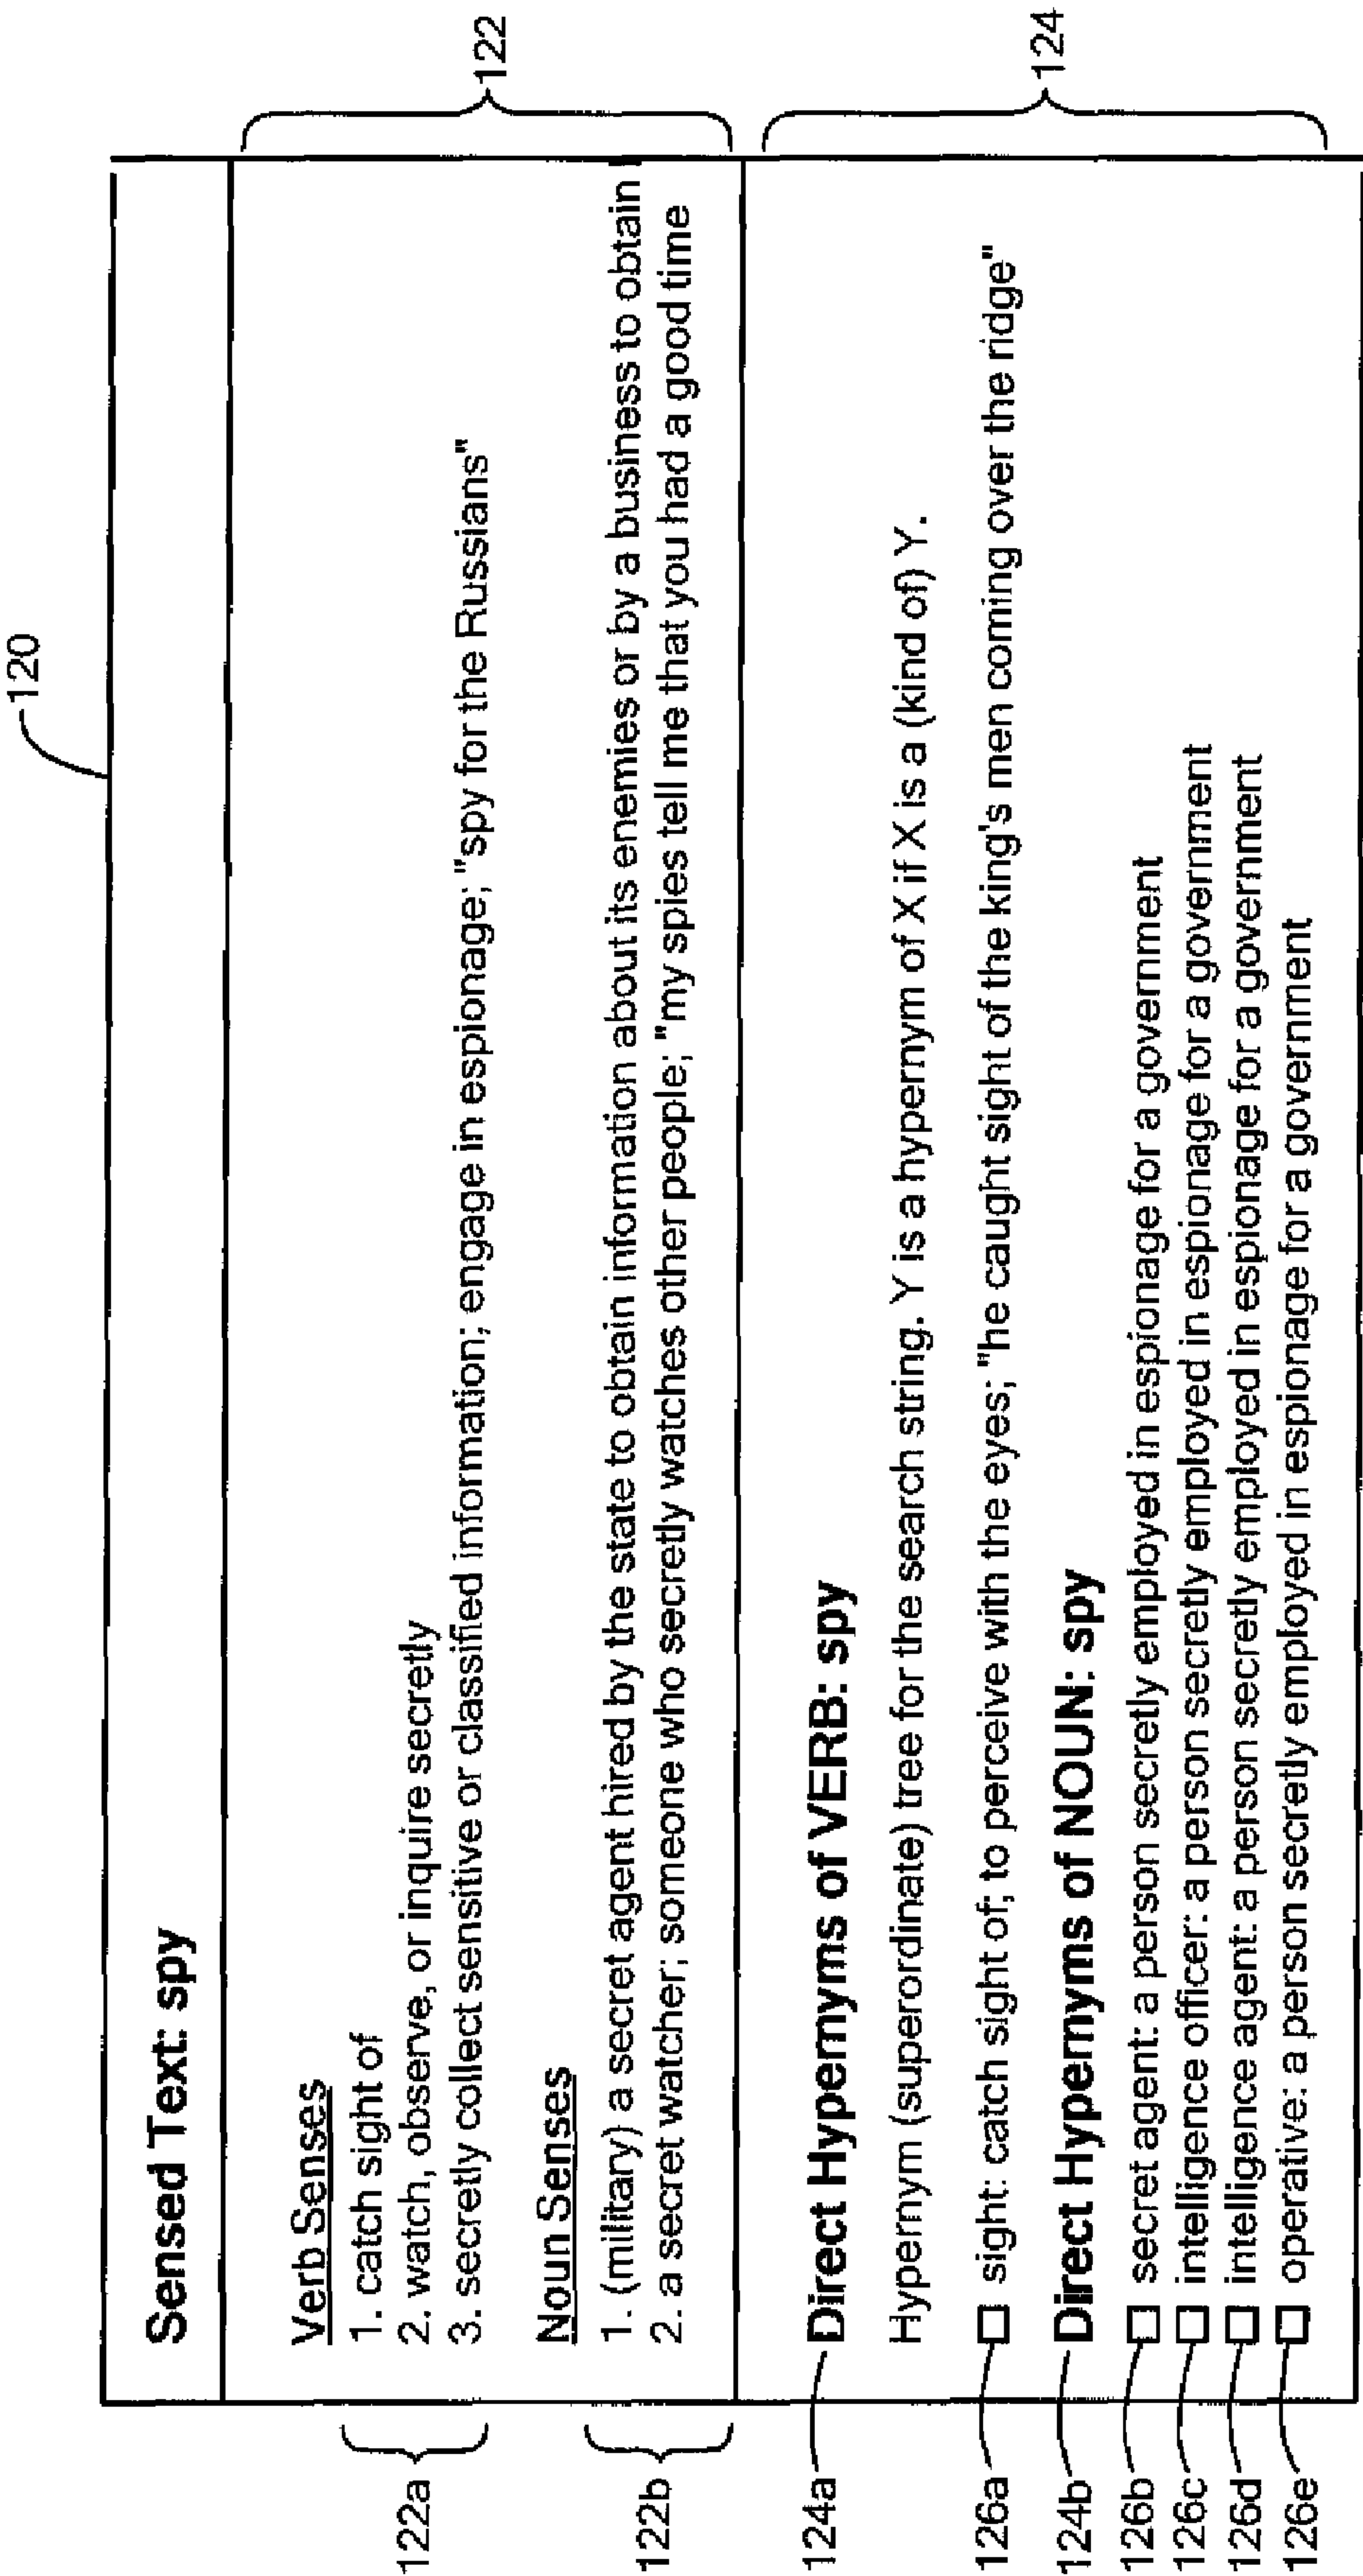 120
Sensed Text: spy
122
122a
Verb Senses
1. catch sight of
2. watch, observe, or inquire secretly
3. secretly collect sensitive or classified information; engage in espionage; "spy for the Russians"
122b
Noun Senses
1. (military) a secret agent hired by the state to obtain information about its enemies or by a business to obtain
2. a secret watcher; someone who secretly watches other people; "my spies tell me that you had a good time
124
124a Direct Hypernyms of VERB: spy
Hypernym (superordinate) tree for the search string. Y is a hypernym of X if X is a (kind of) Y.
126a sight: catch sight of; to perceive with the eyes; "he caught sight of the king's men coming over the ridge"
124b Direct Hypernyms of NOUN: spy
126b secret agent: a person secretly employed in espionage for a government
126c intelligence officer: a person secretly employed in espionage for a government
126d intelligence agent: a person secretly employed in espionage for a government
126e operative: a person secretly employed in espionage for a government